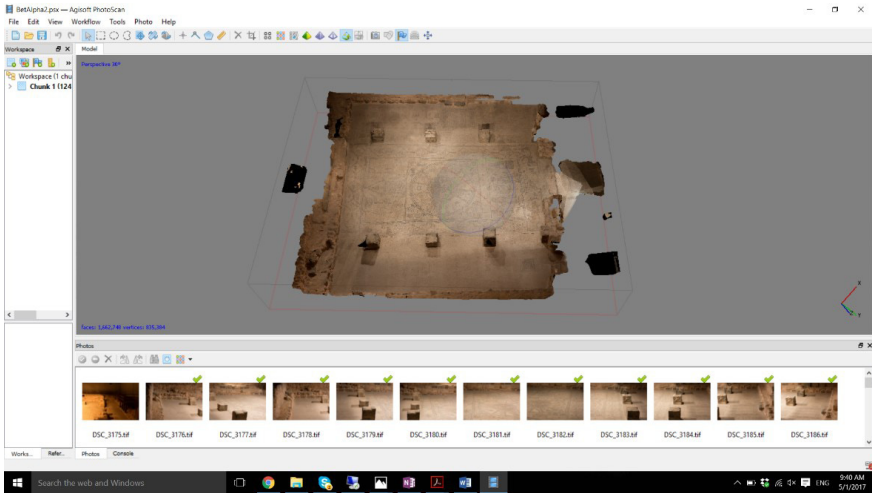 BetAlpha2.psx — Agisoft PhotoScan
File Edit View Workflow Tools Photo Help
Workspace
Model
Workspace (1 chu
Chunk 1 (124
Perspective 30°
X
Y
Photos
DSC_3175.tif DSC_3176.tif DSC_3177.tif DSC_3178.tif DSC_3179.tif DSC_3180.tif DSC_3181.tif DSC_3182.tif DSC_3183.tif DSC_3184.tif DSC_3185.tif DSC_3186.tif
Works... Refer... Photos Console
Search the web and Windows
ENG
9:40 AM
5/1/2017